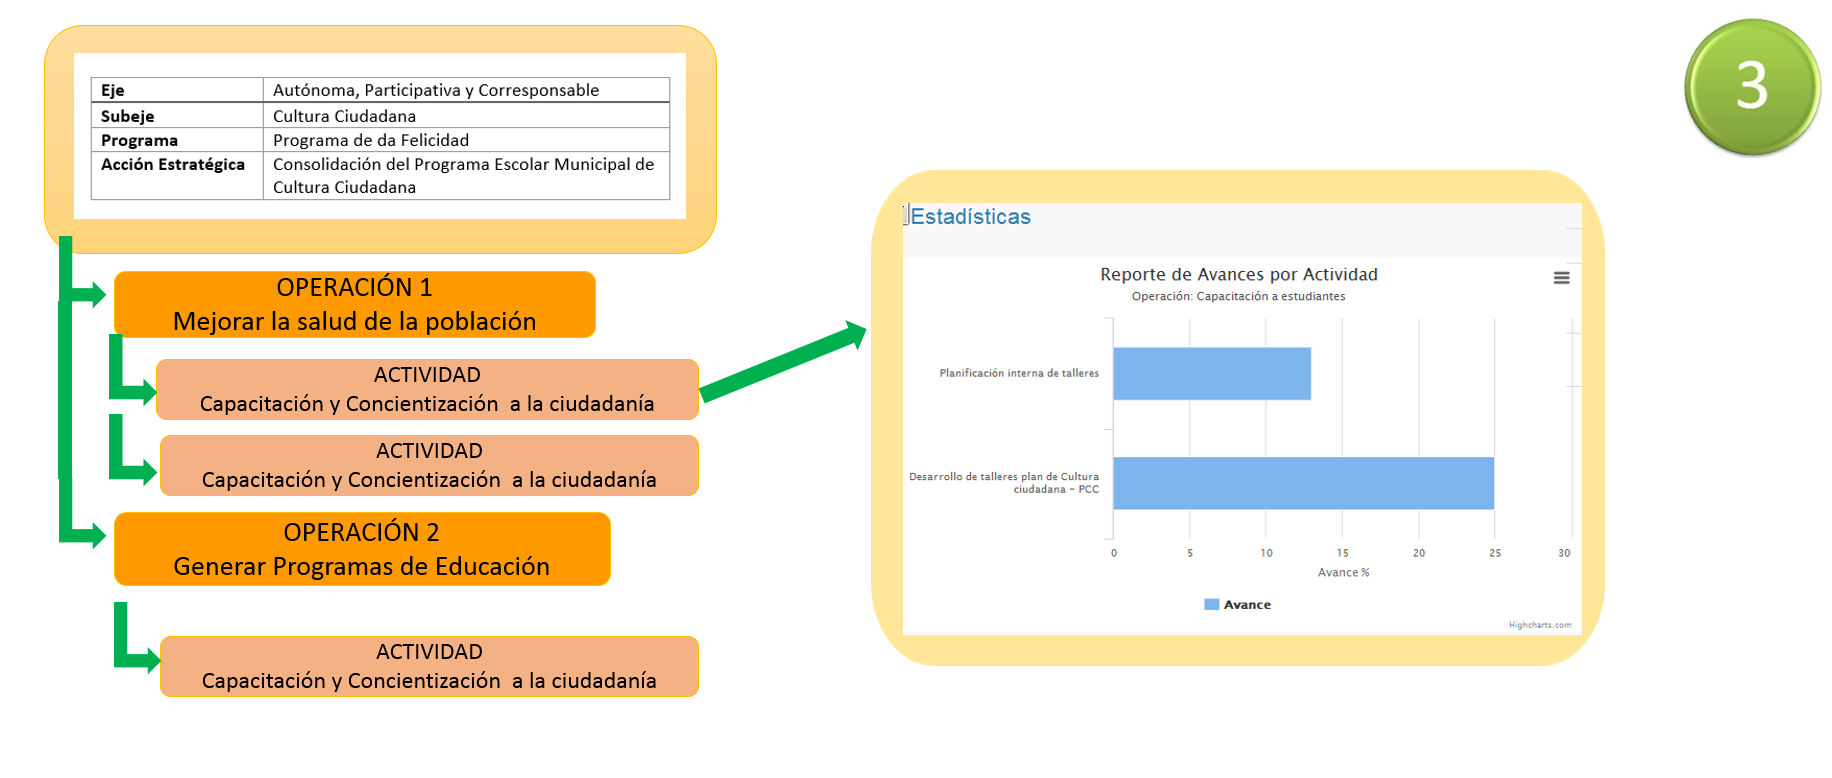 3
Eje Autónoma, Participativa y Corresponsable
Subeje Cultura Ciudadana
Programa Programa de da Felicidad
Acción Estratégica Consolidación del Programa Escolar Municipal de
Cultura Ciudadana
OPERACIÓN 1
Mejorar la salud de la población
ACTIVIDAD
Capacitación y Concientización a la ciudadanía
ACTIVIDAD
Capacitación y Concientización a la ciudadanía
OPERACIÓN 2
Generar Programas de Educación
ACTIVIDAD
Capacitación y Concientización a la ciudadanía
Estadísticas
Reporte de Avances por Actividad
Operación: Capacitación a estudiantes
Planificación interna de talleres
Desarrollo de talleres plan de Cultura
ciudadana - PCC
0 5 10 15 20 25 30
Avance %
Avance
Highcharts.com